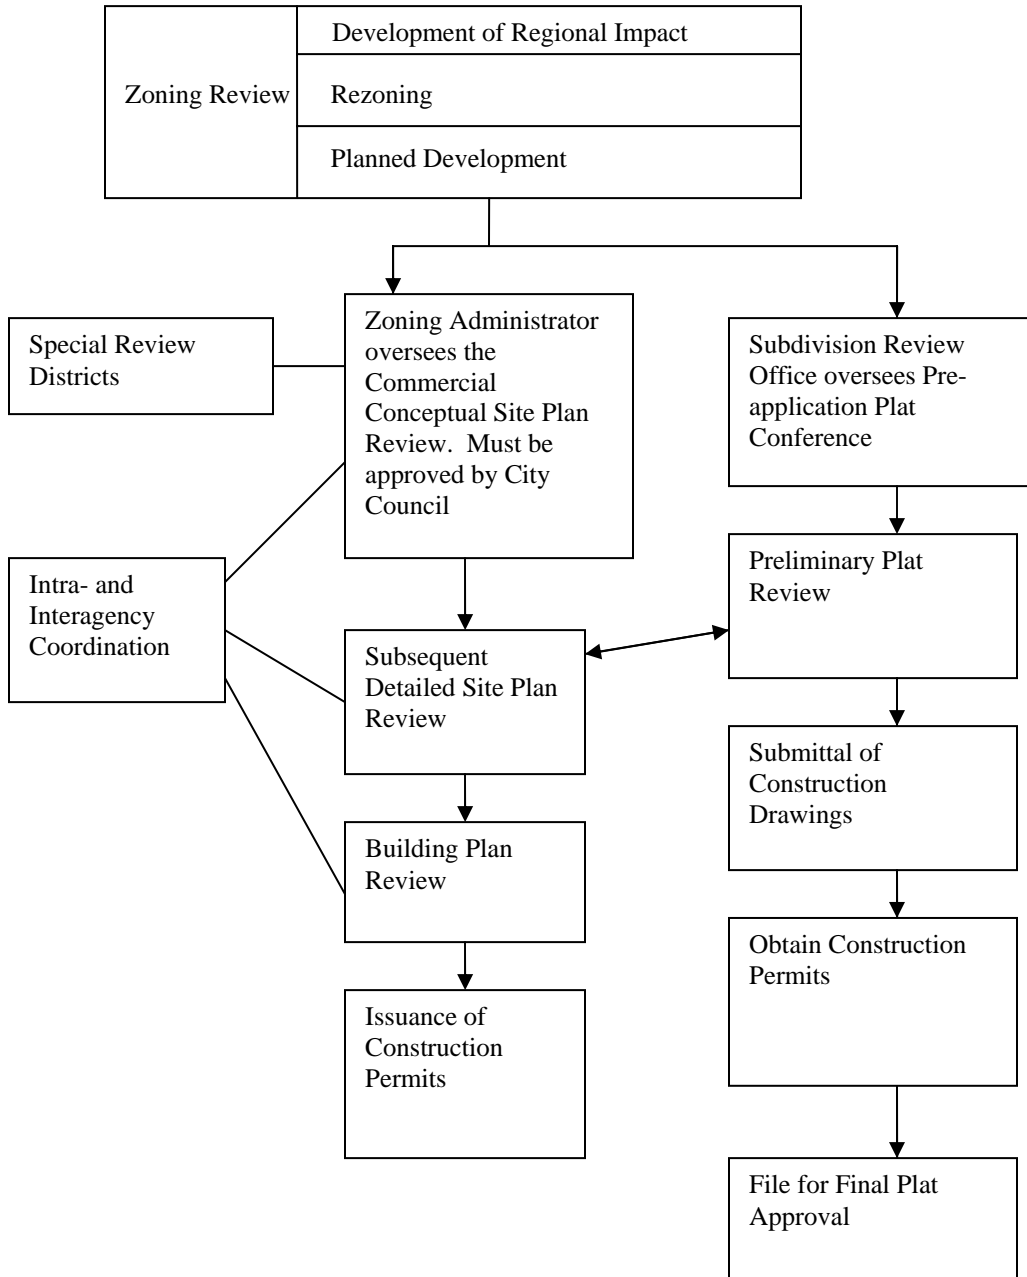 Development of Regional Impact
Zoning Review
Rezoning
Planned Development
Special Review
Districts
Zoning Administrator
oversees the
Commercial
Conceptual Site Plan
Review.  Must be
approved by City
Council
Subdivision Review
Office oversees Pre-
application Plat
Conference
Intra- and
Interagency
Coordination
Preliminary Plat
Review
Subsequent
Detailed Site Plan
Review
Submittal of
Construction
Drawings
Building Plan
Review
Obtain Construction
Permits
Issuance of
Construction
Permits
File for Final Plat
Approval